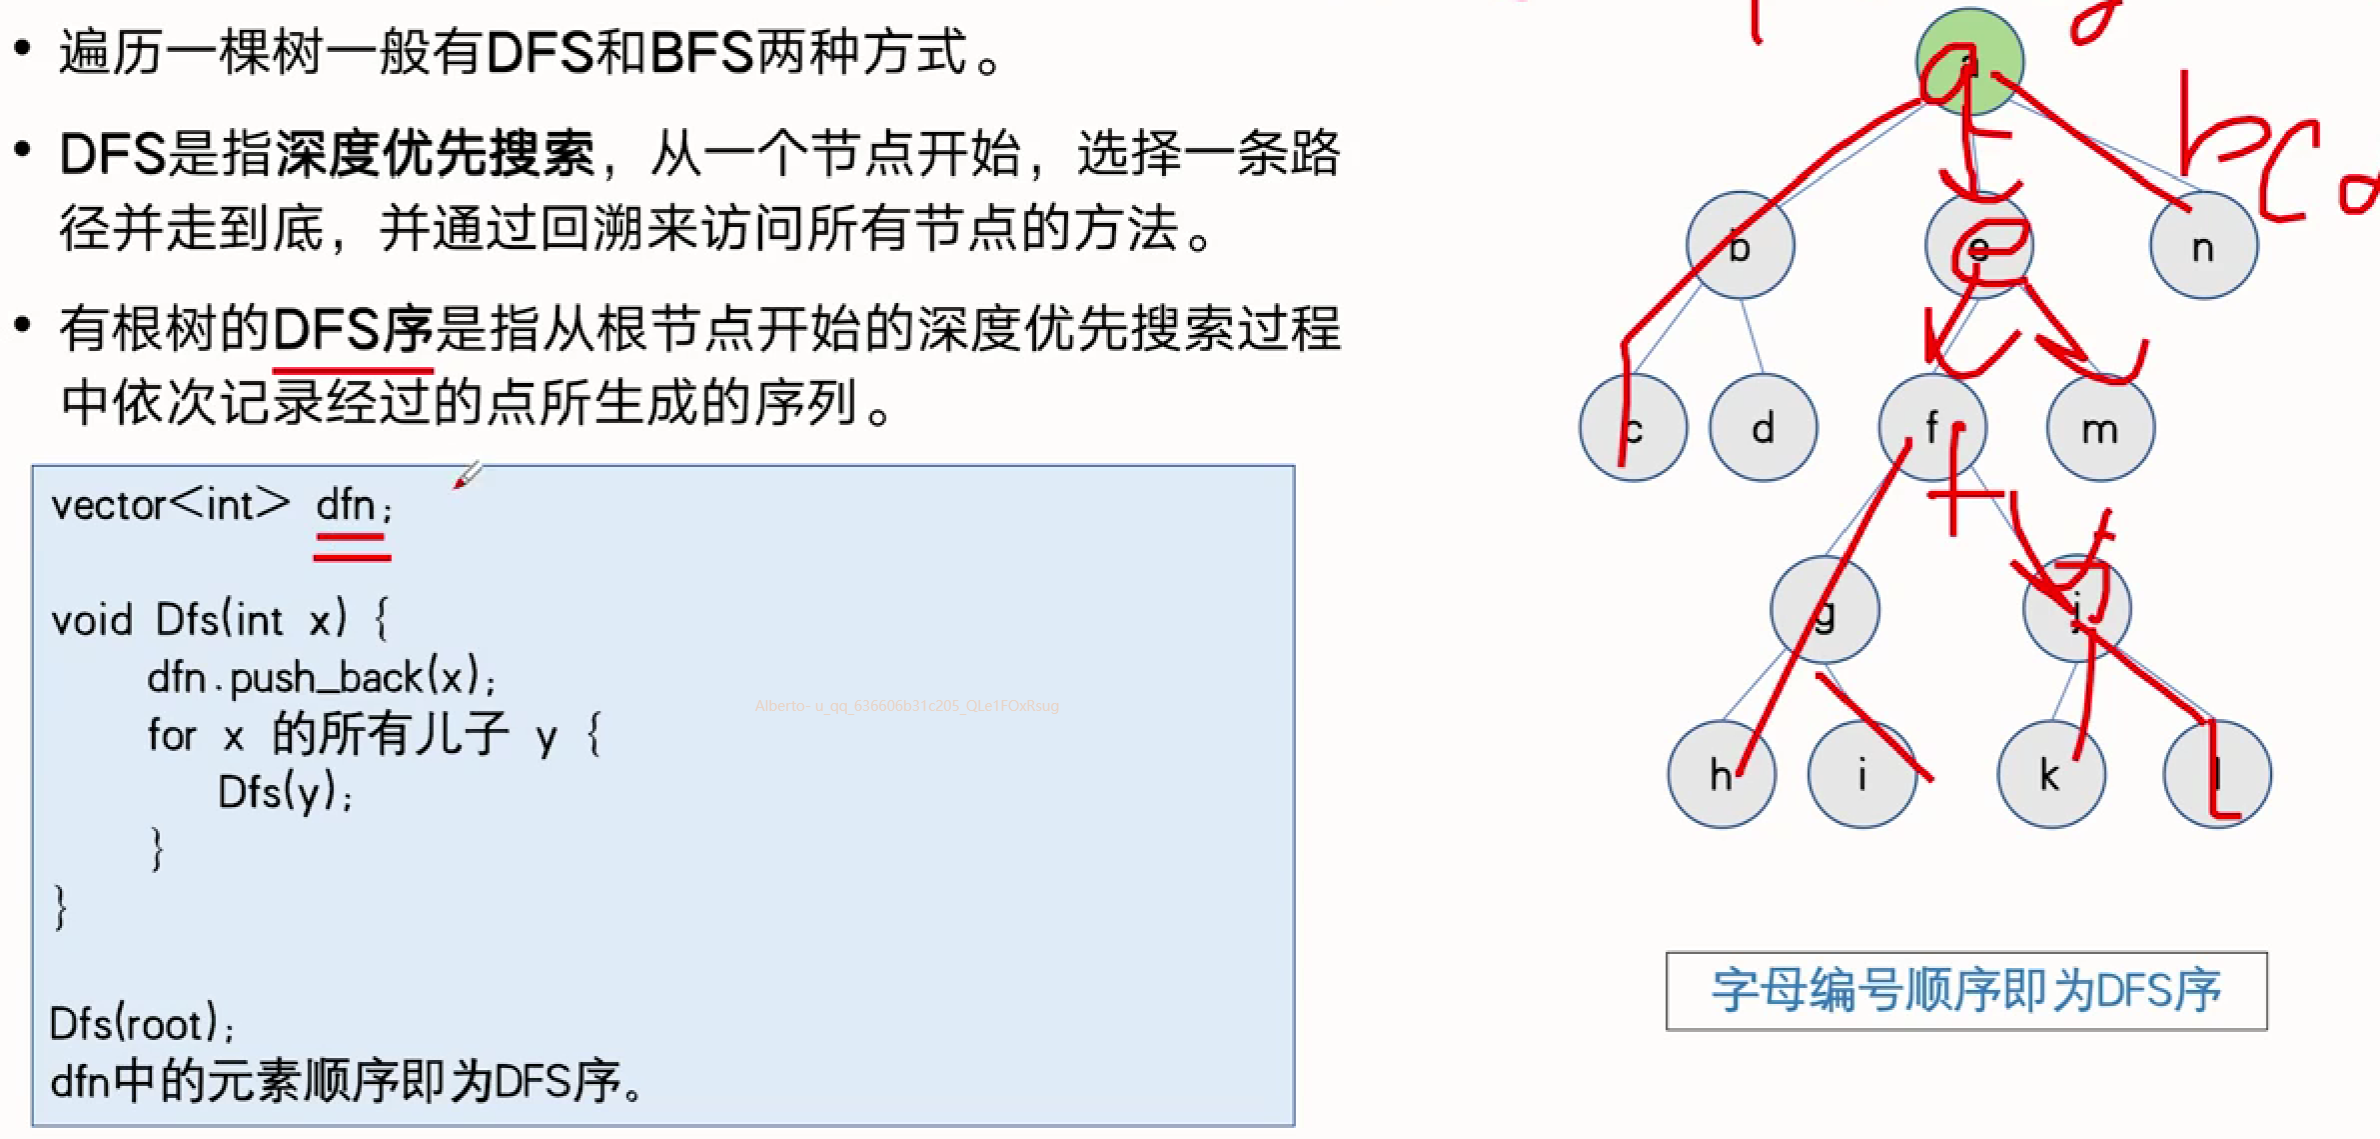 • 遍历一棵树一般有DFS和BFS两种方式。
• DFS是指深度优先搜索，从一个节点开始，选择一条路
径并走到底，并通过回溯来访问所有节点的方法。
• 有根树的DFS序是指从根节点开始的深度优先搜索过程
中依次记录经过的点所生成的序列。
vector<int> dfn;
void Dfs(int x) {
dfn.push_back(x);
for x 的所有儿子 y {
Dfs(y);
}
}
Dfs(root);
dfn中的元素顺序即为DFS序。
Alberto- u_qq_636606b31c205_QLe1FOxRsug
a
b c
b e n
c d f m
g j
h i k l
字母编号顺序即为DFS序